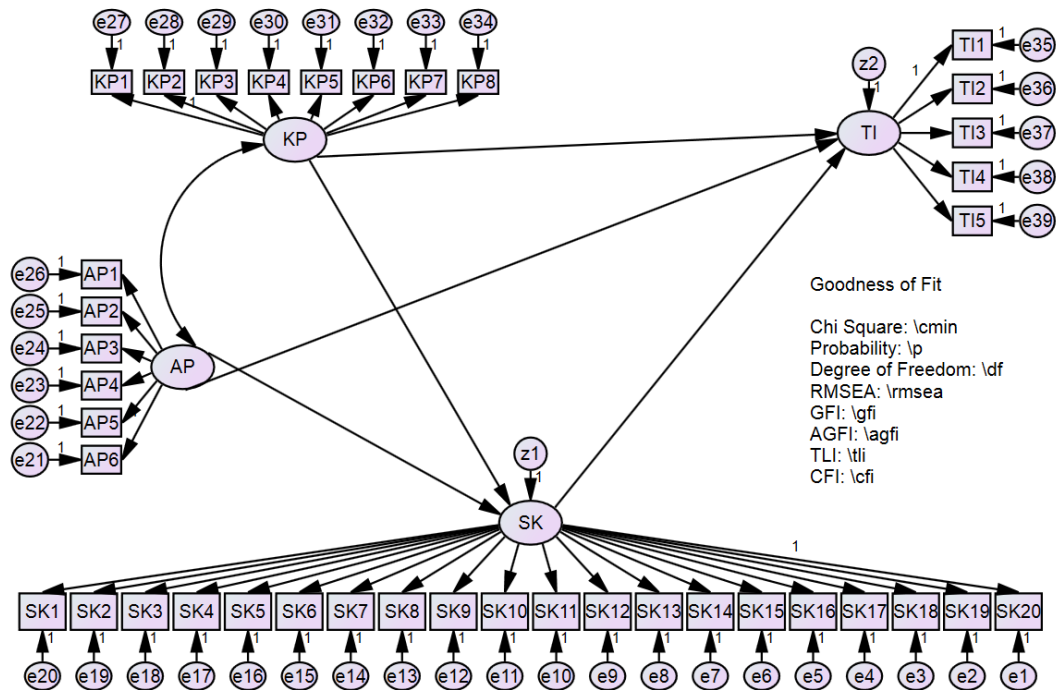 e27 e28 e29 e30 e31 e32 e33 e34
1 1 1 1 1 1 1 1
KP1 KP2 KP3 KP4 KP5 KP6 KP7 KP8
1
KP
z2
1
TI
1
TI1 1 e35
TI2 1 e36
TI3 1 e37
TI4 1 e38
TI5 1 e39
e26 1 AP1
e25 1 AP2
e24 1 AP3
e23 1 AP4
e22 1 AP5
e21 1 AP6
AP
Goodness of Fit
Chi Square: \cmin
Probability: \p
Degree of Freedom: \df
RMSEA: \rmsea
GFI: \gfi
AGFI: \agfi
TLI: \tli
CFI: \cfi
z1
1
SK
1
SK1 SK2 SK3 SK4 SK5 SK6 SK7 SK8 SK9 SK10 SK11 SK12 SK13 SK14 SK15 SK16 SK17 SK18 SK19 SK20
1 1 1 1 1 1 1 1 1 1 1 1 1 1 1 1 1 1 1 1
e20 e19 e18 e17 e16 e15 e14 e13 e12 e11 e10 e9 e8 e7 e6 e5 e4 e3 e2 e1